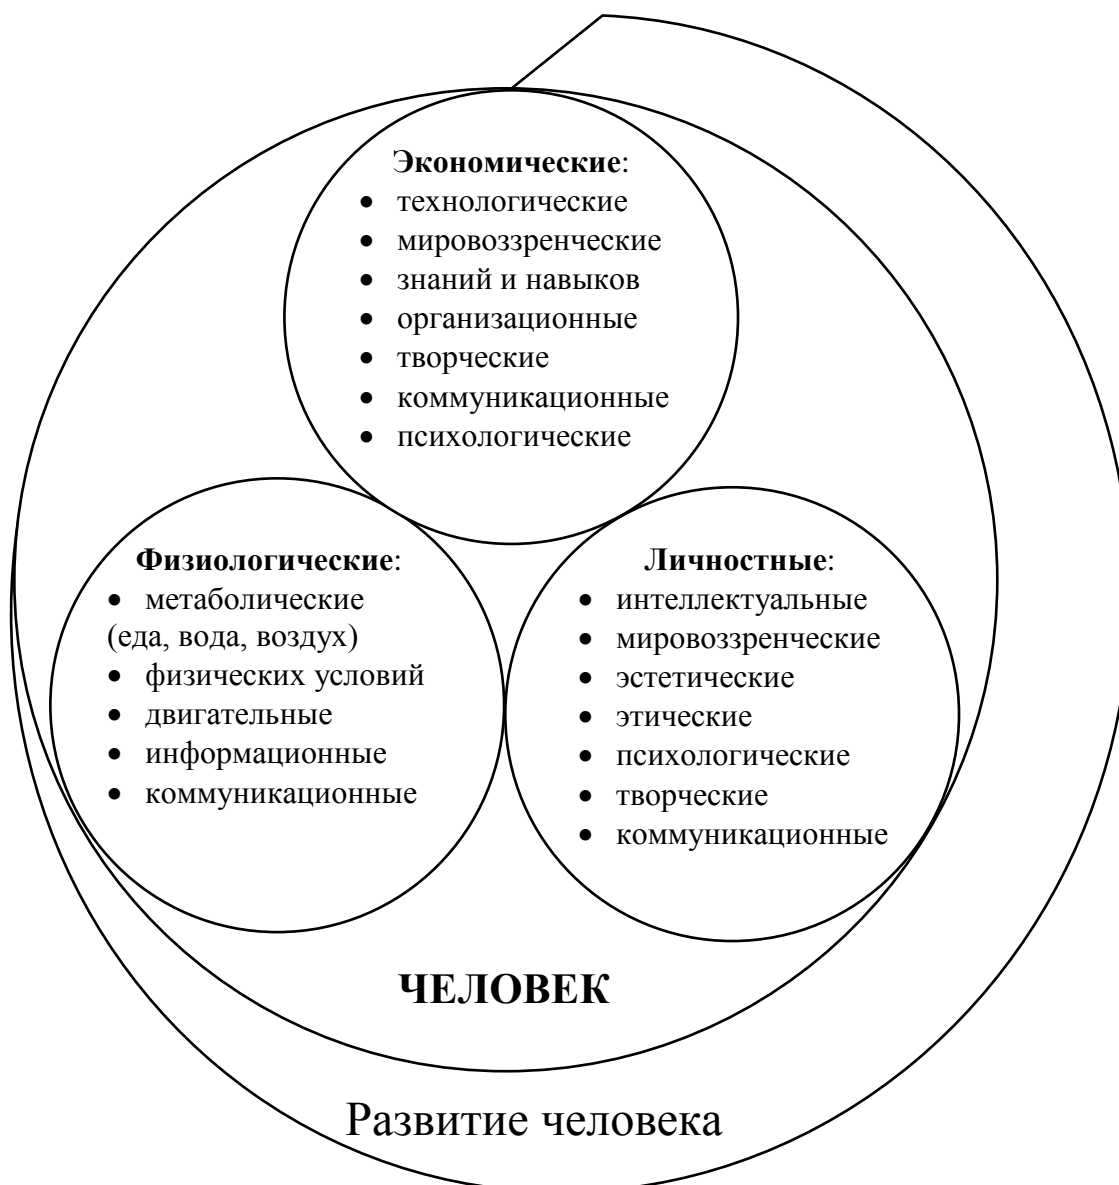 Экономические:
• технологические
• мировоззренческие
• знаний и навыков
• организационные
• творческие
• коммуникационные
• психологические
Физиологические:
• метаболические
(еда, вода, воздух)
• физических условий
• двигательные
• информационные
• коммуникационные
Личностные:
• интеллектуальные
• мировоззренческие
• эстетические
• этические
• психологические
• творческие
• коммуникационные
ЧЕЛОВЕК
Развитие человека